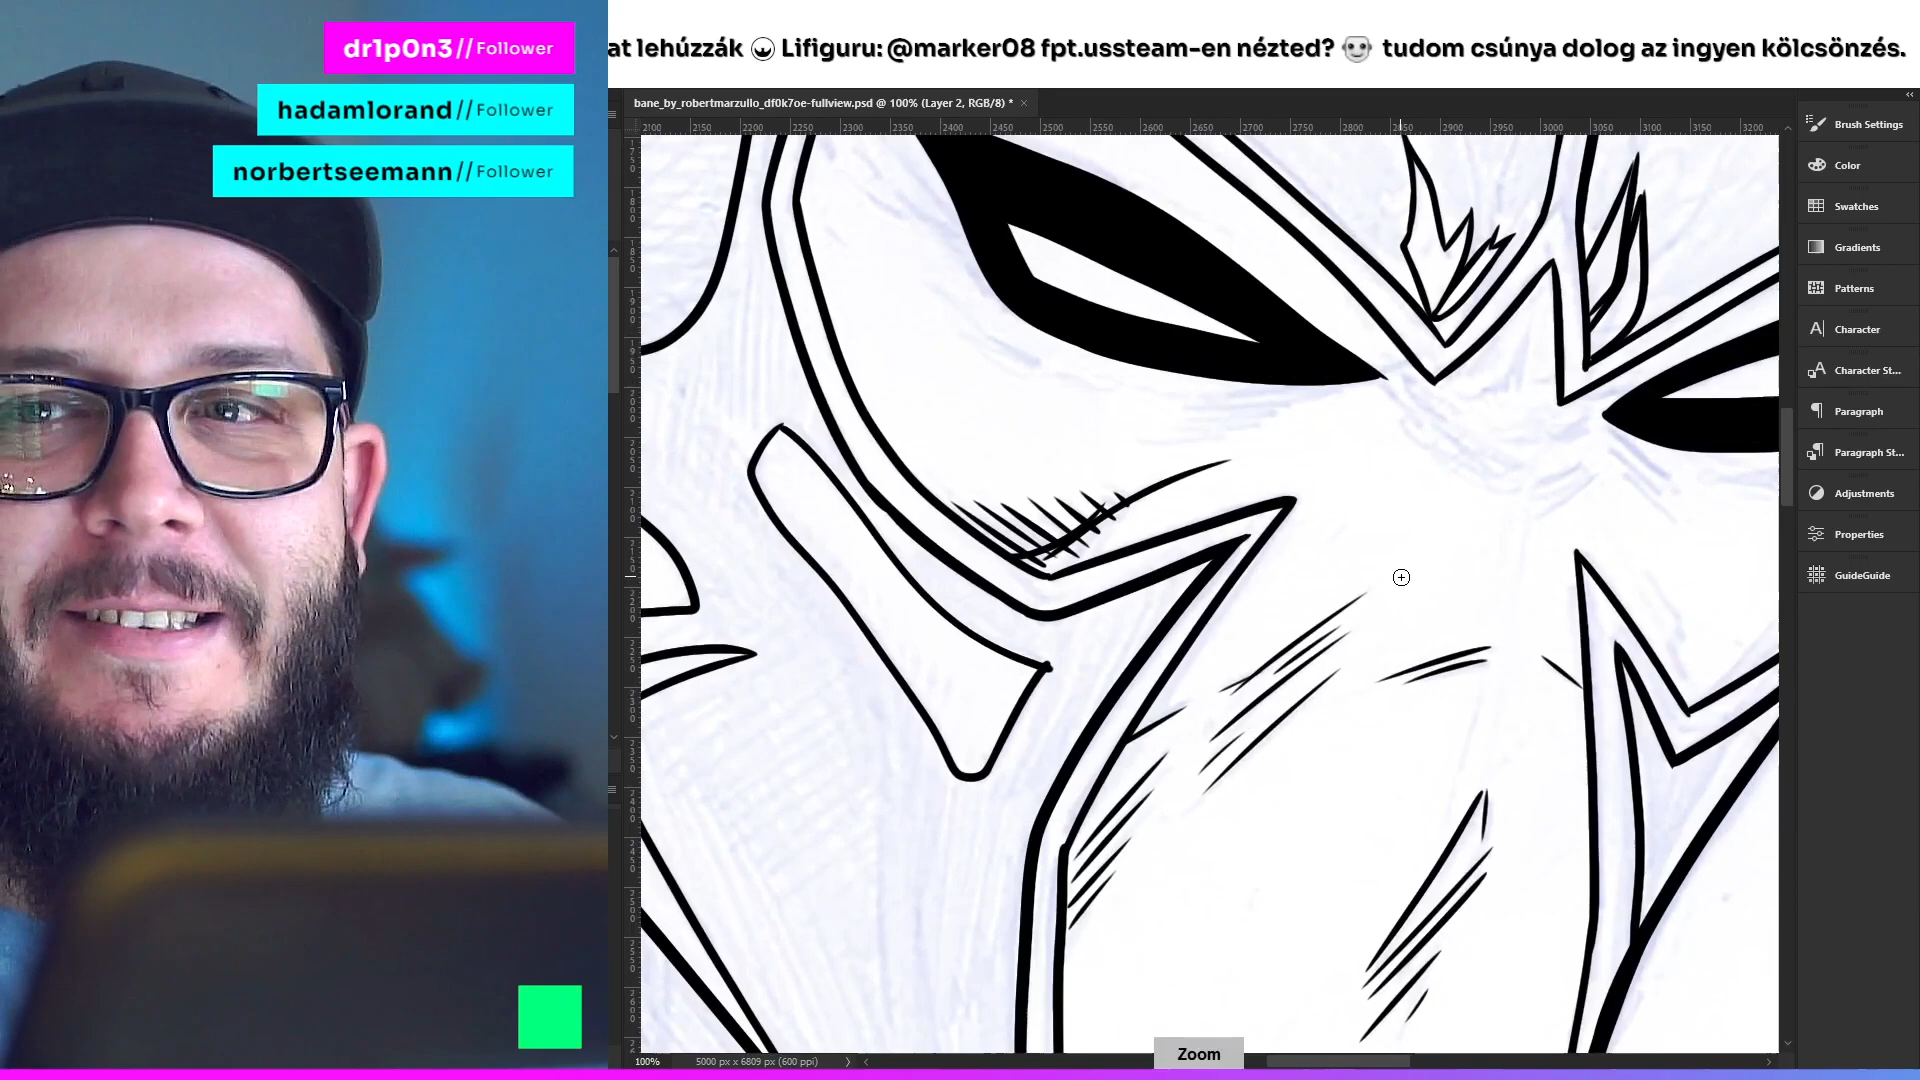 dr1p0n3//Follower
hadamlorand//Follower
norbertseemann//Follower
at lehúzzák Lifiguru: @marker08 fpt.ussteam-en nézted? tudom csúnya dolog az ingyen kölcsönzés.
bane_by_robertmarzullo_df0k7oe-fullview.psd @ 100% (Layer 2, RGB/8) *
2100 2150 2200 2250 2300 2350 2400 2450 2500 2550 2600 2650 2700 2750 2800 2850 2900 2950 3000 3050 3100 3150 3200
Brush Settings
Color
Swatches
Gradients
Patterns
Character
Character St...
Paragraph
Paragraph St...
Adjustments
Properties
GuideGuide
100% 5000 px x 6809 px (600 ppi)
Zoom